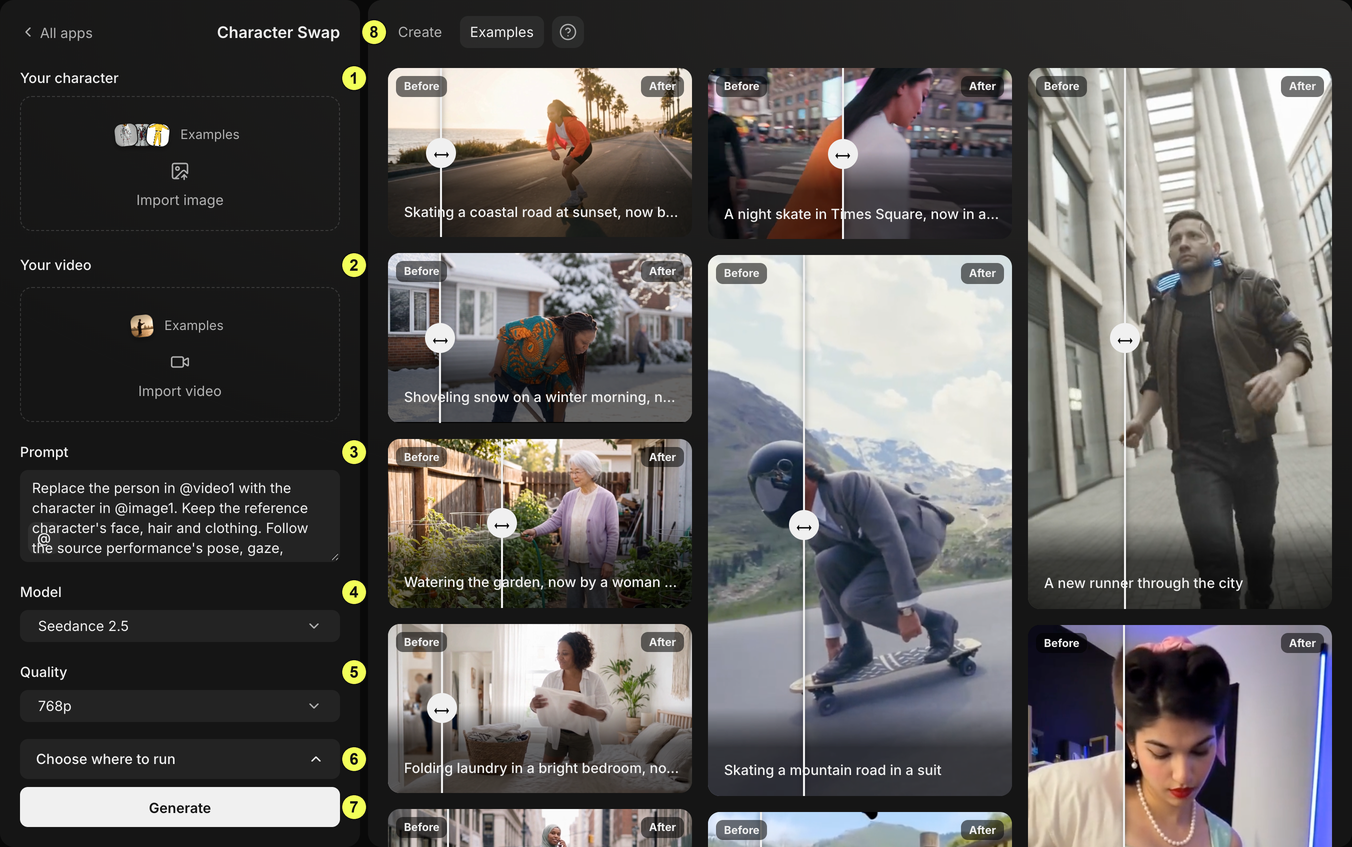 All apps
Character Swap
8
Create
Examples
?
Your character
1
Examples
Import image
Your video
2
Examples
Import video
Prompt
3
Replace the person in @video1 with the
character in @image1. Keep the reference
character's face, hair and clothing. Follow
the source performance's pose, gaze,
@
Model
4
Seedance 2.5
Quality
5
768p
Choose where to run
6
Generate
7
Before
After
Skating a coastal road at sunset, now b...
Before
After
Shoveling snow on a winter morning, n...
Before
After
Watering the garden, now by a woman ...
Before
After
Folding laundry in a bright bedroom, no...
Before
After
Before
After
A night skate in Times Square, now in a...
Before
After
Skating a mountain road in a suit
Before
After
Before
After
A new runner through the city
Before
After